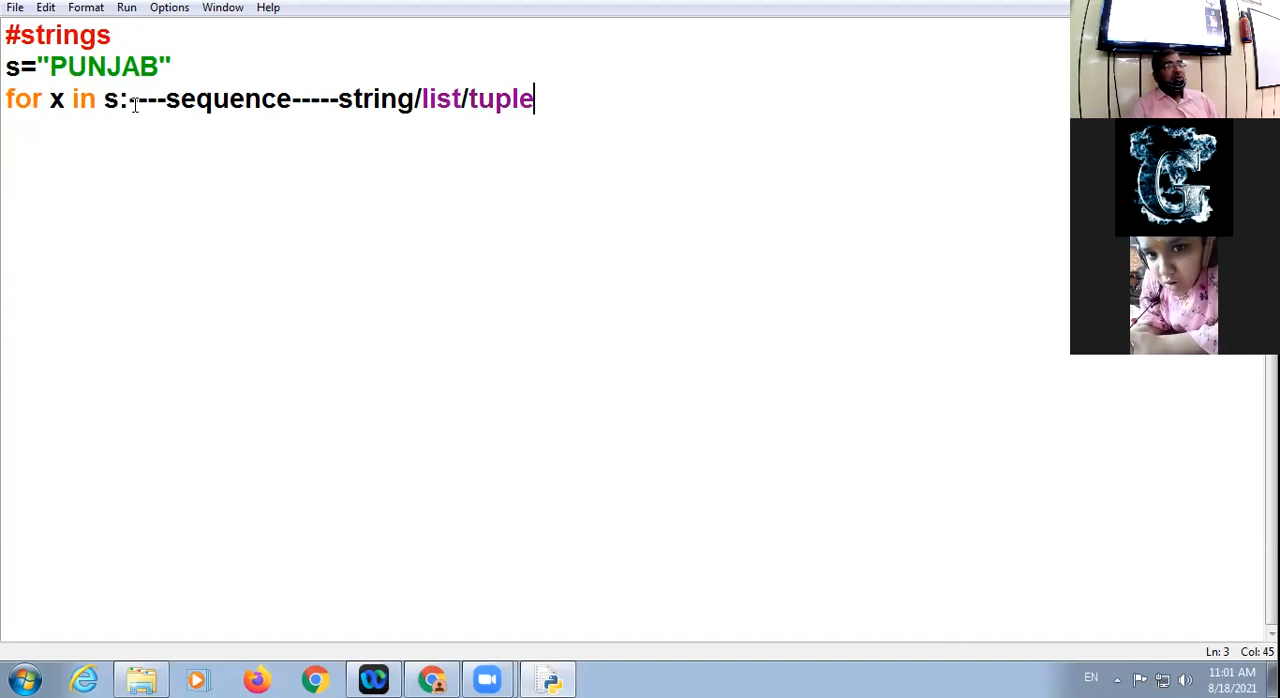 File Edit Format Run Options Window Help
#strings
s="PUNJAB"
for x in s:----sequence-----string/list/tuple
G
Ln: 3 Col: 45
EN 11:01 AM
8/18/2021